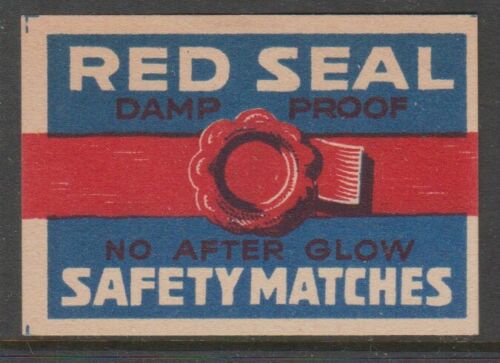 RED SEAL
DAMP PROOF
NO AFTER GLOW
SAFETY MATCHES